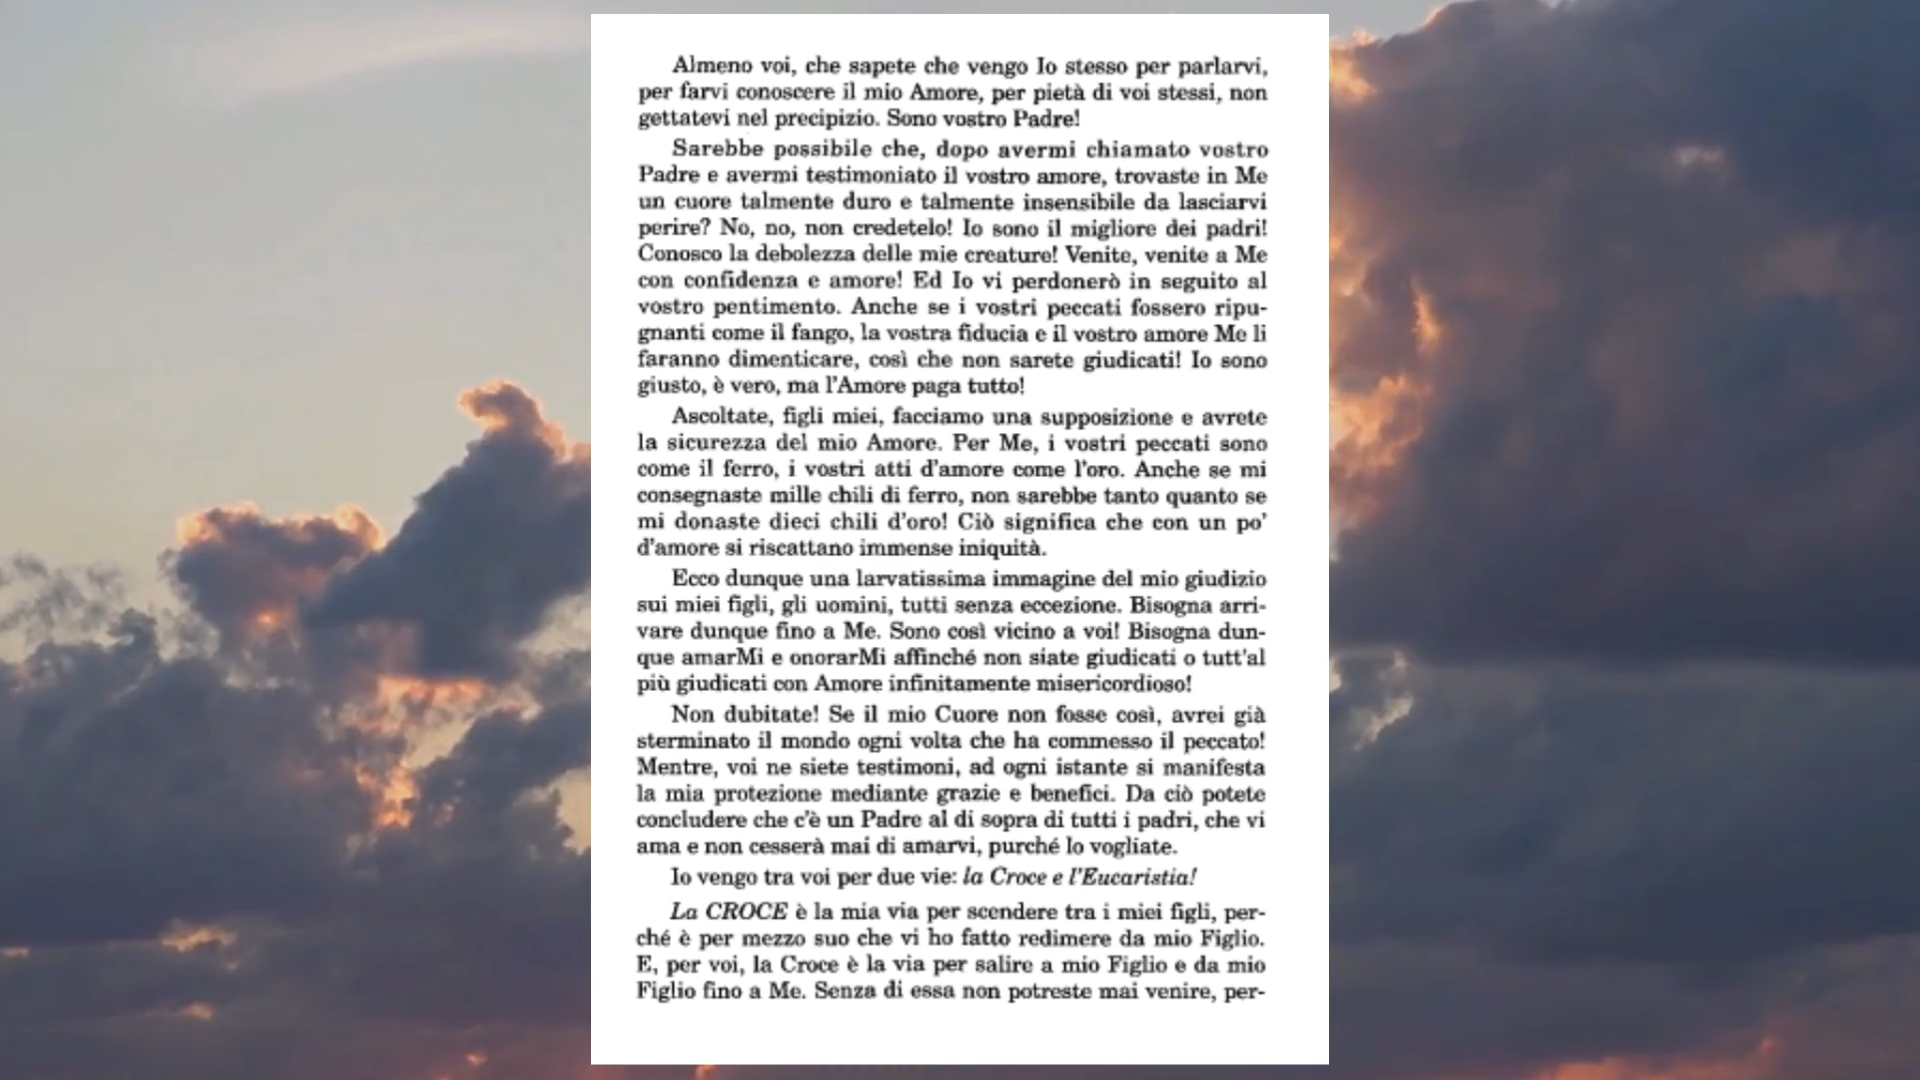 Almeno voi, che sapete che vengo Io stesso per parlarvi,
per farvi conoscere il mio Amore, per pietà di voi stessi, non
gettatevi nel precipizio. Sono vostro Padre!
Sarebbe possibile che, dopo avermi chiamato vostro
Padre e avermi testimoniato il vostro amore, trovaste in Me
un cuore talmente duro e talmente insensibile da lasciarvi
perire? No, no, non credetelo! Io sono il migliore dei padri!
Conosco la debolezza delle mie creature! Venite, venite a Me
con confidenza e amore! Ed Io vi perdonerò in seguito al
vostro pentimento. Anche se i vostri peccati fossero ripu-
gnanti come il fango, la vostra fiducia e il vostro amore Me li
faranno dimenticare, così che non sarete giudicati! Io sono
giusto, è vero, ma l'Amore paga tutto!
Ascoltate, figli miei, facciamo una supposizione e avrete
la sicurezza del mio Amore. Per Me, i vostri peccati sono
come il ferro, i vostri atti d'amore come l'oro. Anche se mi
consegnaste mille chili di ferro, non sarebbe tanto quanto se
mi donaste dieci chili d'oro! Ciò significa che con un po'
d'amore si riscattano immense iniquità.
Ecco dunque una larvatissima immagine del mio giudizio
sui miei figli, gli uomini, tutti senza eccezione. Bisogna arri-
vare dunque fino a Me. Sono così vicino a voi! Bisogna dun-
que amarMi e onorarMi affinché non siate giudicati o tutt'al
più giudicati con Amore infinitamente misericordioso!
Non dubitate! Se il mio Cuore non fosse così, avrei già
sterminato il mondo ogni volta che ha commesso il peccato!
Mentre, voi ne siete testimoni, ad ogni istante si manifesta
la mia protezione mediante grazie e benefici. Da ciò potete
concludere che c'è un Padre al di sopra di tutti i padri, che vi
ama e non cesserà mai di amarvi, purché lo vogliate.
Io vengo tra voi per due vie: la Croce e l'Eucaristia!
La CROCE è la mia via per scendere tra i miei figli, per-
ché è per mezzo suo che vi ho fatto redimere da mio Figlio.
E, per voi, la Croce è la via per salire a mio Figlio e da mio
Figlio fino a Me. Senza di essa non potreste mai venire, per-